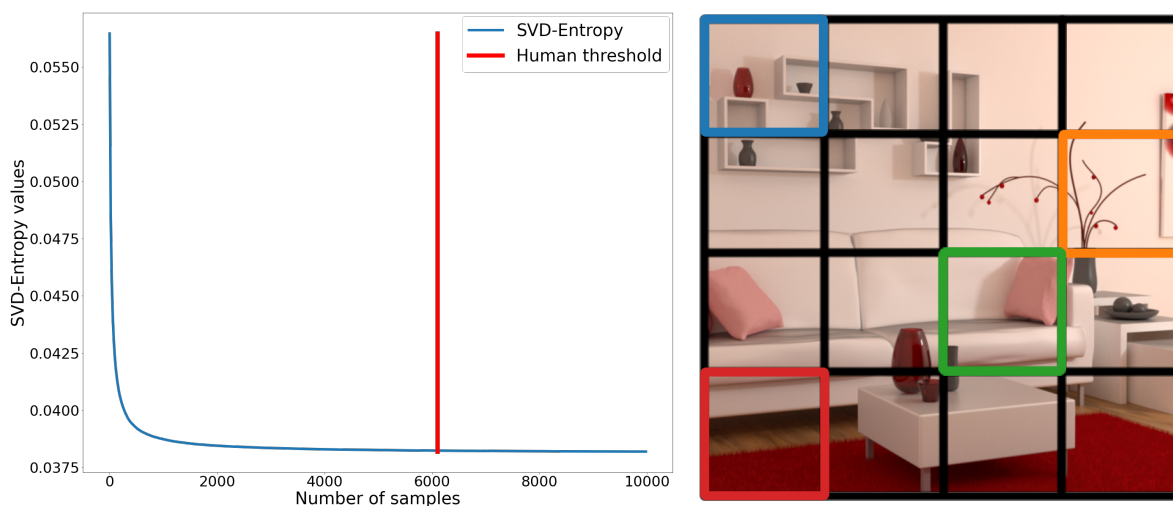 SVD-Entropy
Human threshold
SVD-Entropy values
0.0550
0.0525
0.0500
0.0475
0.0450
0.0425
0.0400
0.0375
0 2000 4000 6000 8000 10000
Number of samples